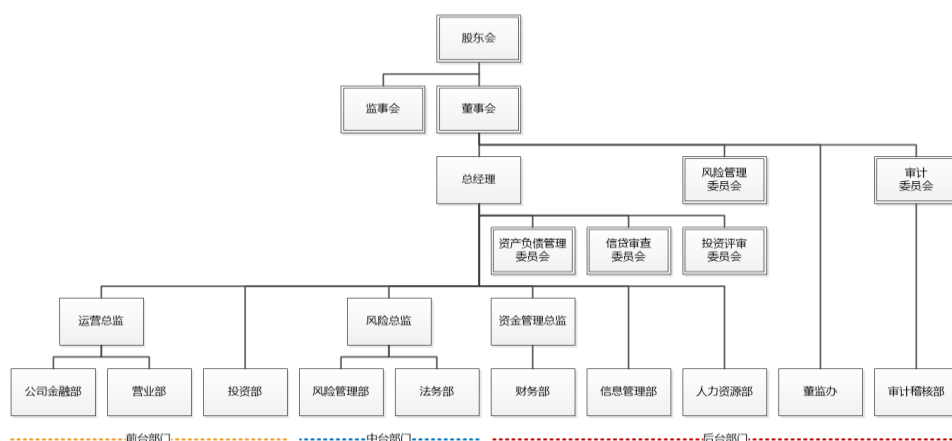 股东会
监事会
董事会
总经理
风险管理
委员会
审计
委员会
资产负债管理
委员会
信贷审查
委员会
投资评审
委员会
运营总监
风险总监
资金管理总监
公司金融部
营业部
投资部
风险管理部
法务部
财务部
信息管理部
人力资源部
董监办
审计稽核部
前台部门
中台部门
后台部门